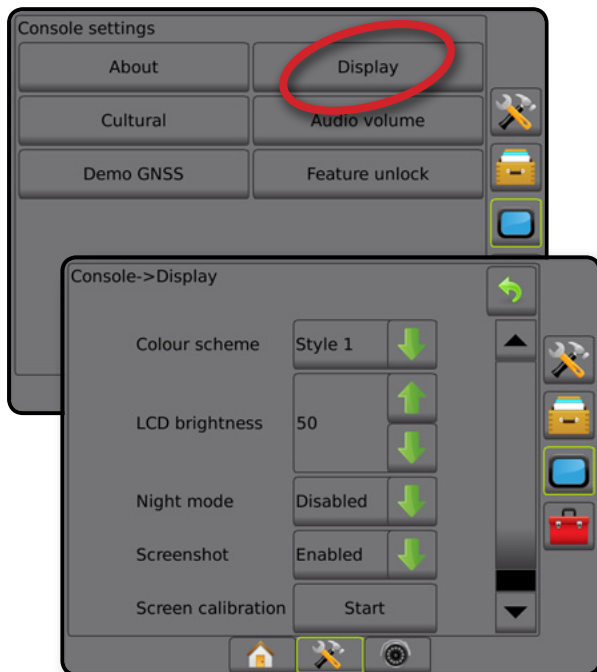 Console settings
About
Display
Cultural
Audio volume
Demo GNSS
Feature unlock
Console->Display
Colour scheme
Style 1
LCD brightness
50
Night mode
Disabled
Screenshot
Enabled
Screen calibration
Start